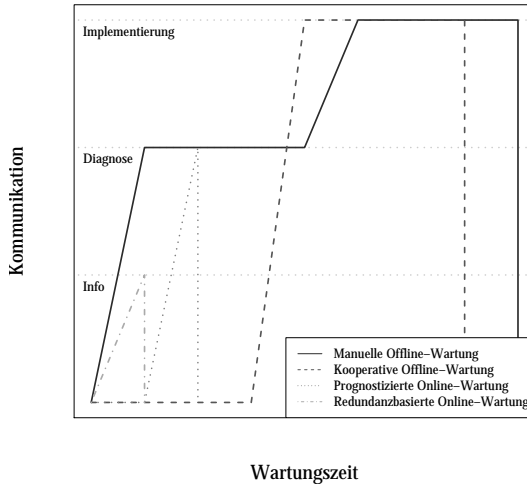 Implementierung
Diagnose
Info
Kommunikation
Manuelle Offline–Wartung
Kooperative Offline–Wartung
Prognostizierte Online–Wartung
Redundanzbasierte Online–Wartung
Wartungszeit